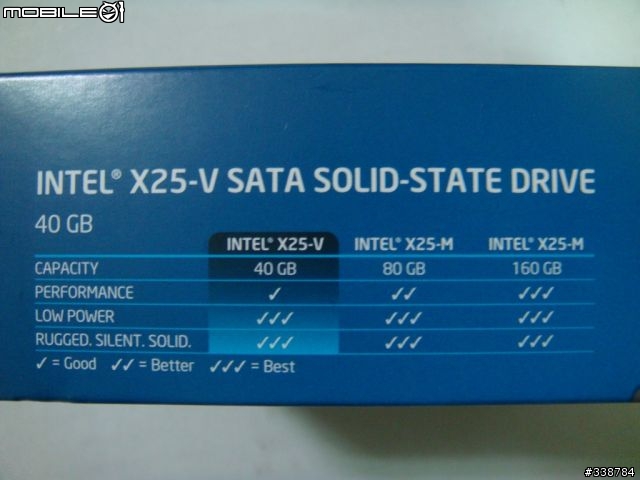 MOBILE01
INTEL® X25-V SATA SOLID-STATE DRIVE
40 GB
INTEL® X25-V INTEL® X25-M INTEL® X25-M
CAPACITY 40 GB 80 GB 160 GB
PERFORMANCE ✓ ✓✓ ✓✓✓
LOW POWER ✓✓✓ ✓✓✓ ✓✓✓
RUGGED. SILENT. SOLID. ✓✓✓ ✓✓✓ ✓✓✓
✓ = Good ✓✓ = Better ✓✓✓ = Best
#338784